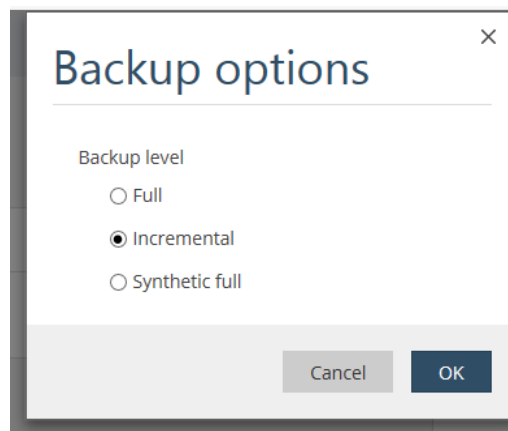 Backup options
Backup level
Full
Incremental
Synthetic full
Cancel OK